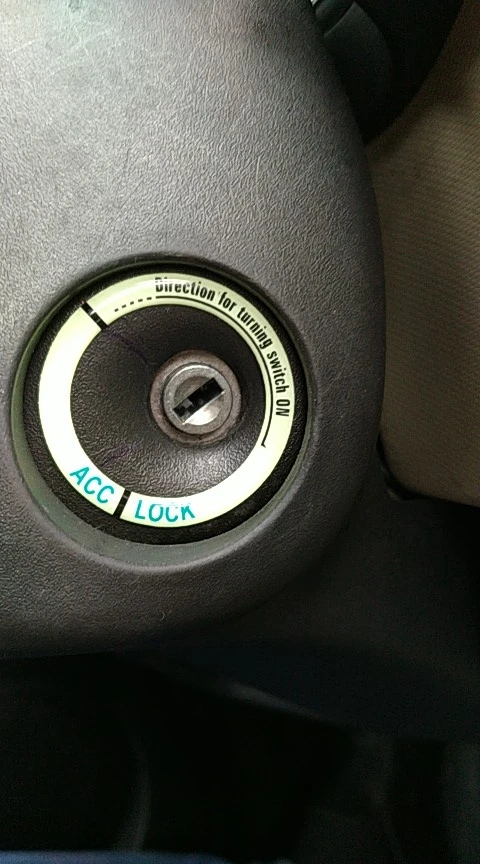 Direction for turning switch ON
ACC
LOCK